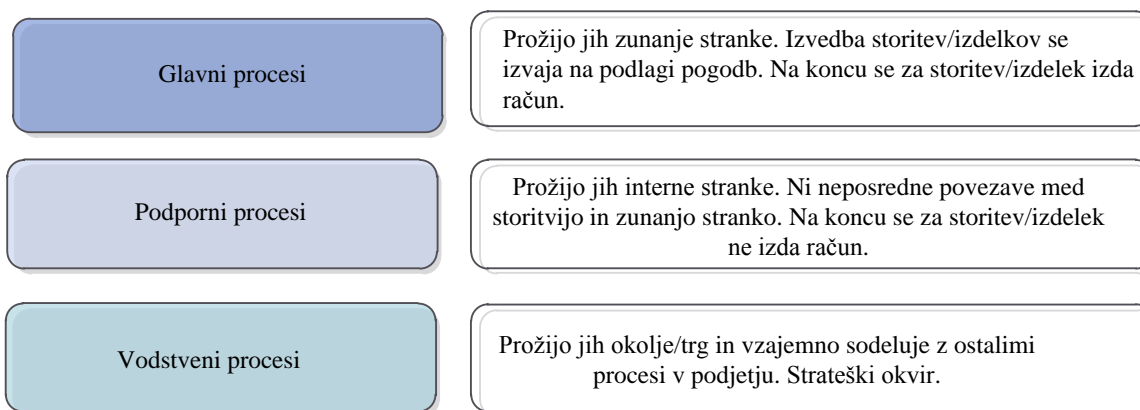 Glavni procesi
Prožijo jih zunanje stranke. Izvedba storitev/izdelkov se
izvaja na podlagi pogodb. Na koncu se za storitev/izdelek izda
račun.
Podporni procesi
Prožijo jih interne stranke. Ni neposredne povezave med
storitvijo in zunanjo stranko. Na koncu se za storitev/izdelek
ne izda račun.
Vodstveni procesi
Prožijo jih okolje/trg in vzajemno sodeluje z ostalimi
procesi v podjetju. Strateški okvir.